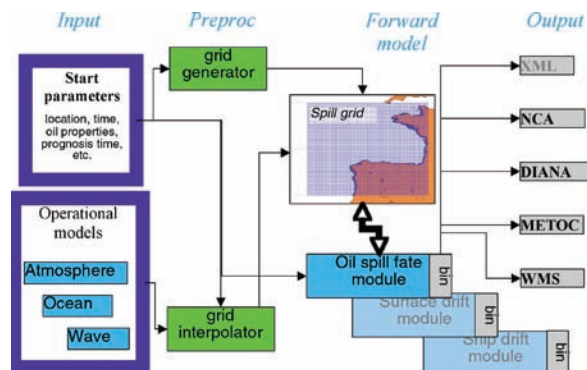 Input
Preproc
Forward model
Output
Start
parameters
location, time,
oil properties,
prognosis time,
etc.
grid
generator
Spill grid
XML
NCA
DIANA
METOC
WMS
Operational
models
Atmosphere
Ocean
Wave
grid
interpolator
Oil spill fate
module
bin
Surface drift
module
bin
Ship drift
module
bin